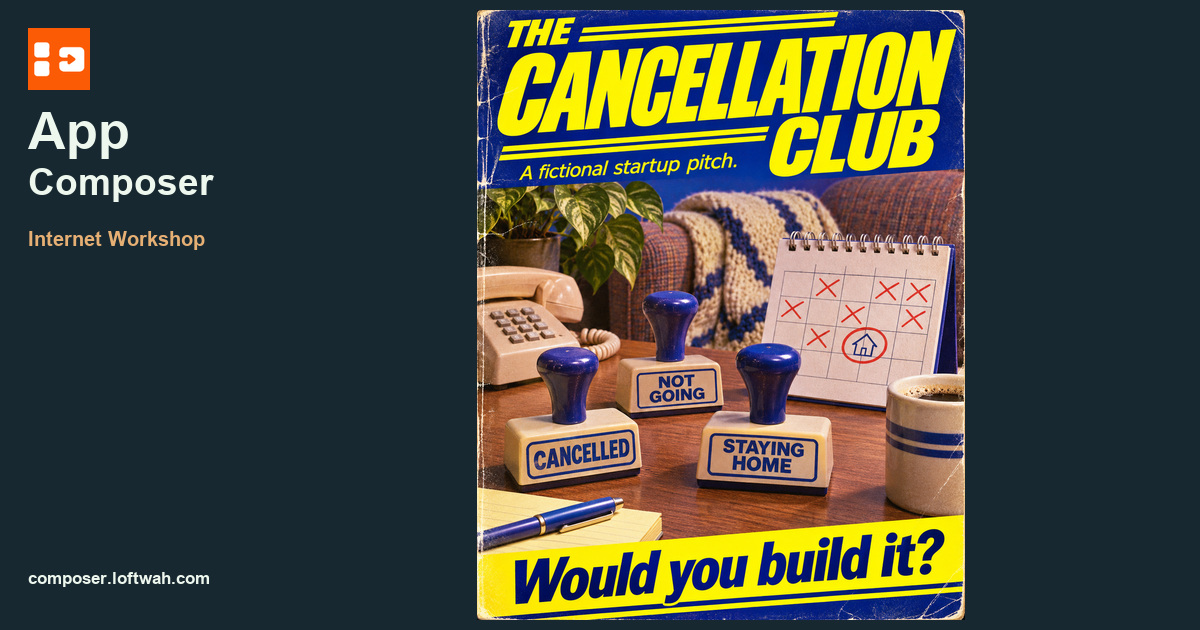 App
Composer
Internet Workshop
composer.loftwah.com
THE
CANCELLATION
CLUB
A fictional startup pitch.
NOT
GOING
CANCELLED
STAYING
HOME
Would you build it?